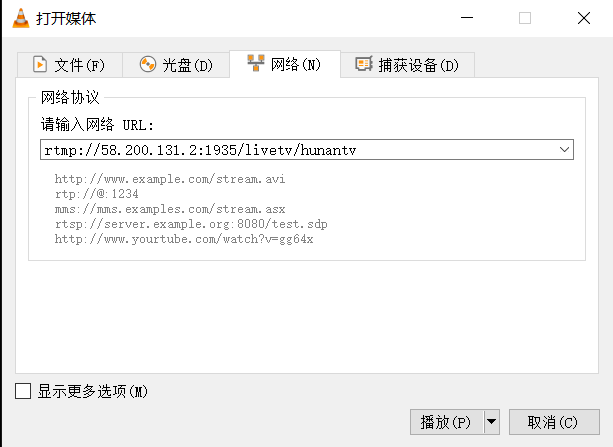 打开媒体
文件(F) 光盘(D) 网络(N) 捕获设备(D)
网络协议
请输入网络 URL:
rtmp://58.200.131.2:1935/livetv/hunantv
http://www.example.com/stream.avi
rtp://@:1234
mms://mms.examples.com/stream.asx
rtsp://server.example.org:8080/test.sdp
http://www.yourtube.com/watch?v=gg64x
显示更多选项(M)
播放(P) 取消(C)